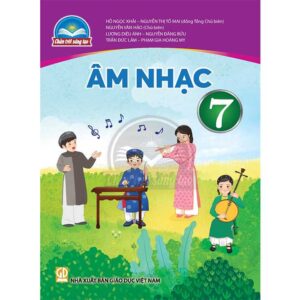 HỒ NGỌC KHẢI – NGUYỄN THỊ TỐ MAI (đồng Tổng Chủ biên)
NGUYỄN VĂN HẢO (Chủ biên)
LƯƠNG DIỆU ÁNH – NGUYỄN ĐĂNG BỬU
TRẦN ĐỨC LÂM – PHẠM GIA HOÀNG MY
Chân trời sáng tạo
ÂM NHẠC
7
NHÀ XUẤT BẢN GIÁO DỤC VIỆT NAM